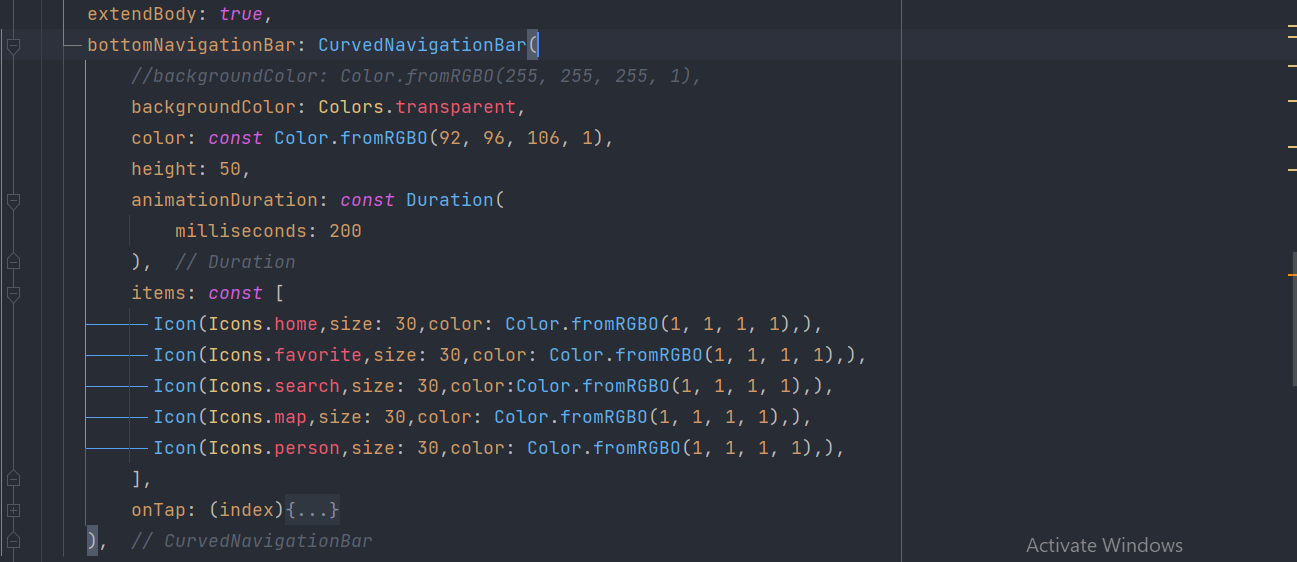 extendBody: true,
bottomNavigationBar: CurvedNavigationBar(
//backgroundColor: Color.fromRGBO(255, 255, 255, 1),
backgroundColor: Colors.transparent,
color: const Color.fromRGBO(92, 96, 106, 1),
height: 50,
animationDuration: const Duration(
milliseconds: 200
),  // Duration
items: const [
Icon(Icons.home,size: 30,color: Color.fromRGBO(1, 1, 1, 1),),
Icon(Icons.favorite,size: 30,color: Color.fromRGBO(1, 1, 1, 1),),
Icon(Icons.search,size: 30,color:Color.fromRGBO(1, 1, 1, 1),),
Icon(Icons.map,size: 30,color: Color.fromRGBO(1, 1, 1, 1),),
Icon(Icons.person,size: 30,color: Color.fromRGBO(1, 1, 1, 1),),
],
onTap: (index){...}
),  // CurvedNavigationBar
Activate Windows